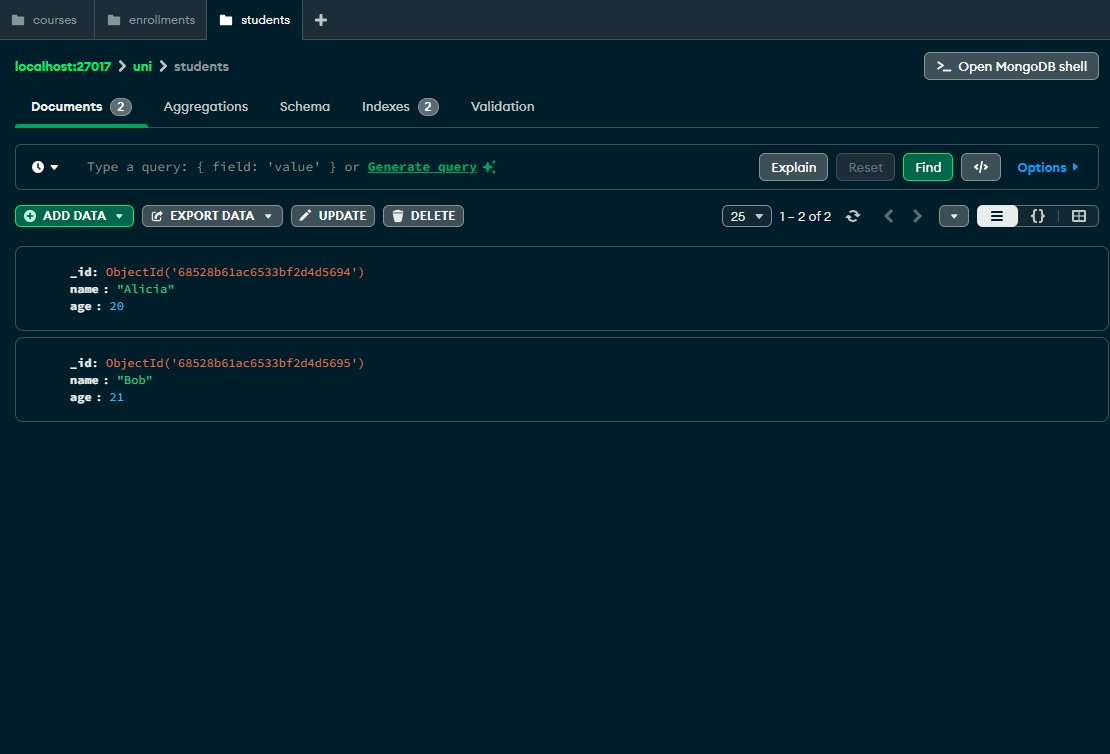 courses enrollments students
localhost:27017 uni students >_ Open MongoDB shell
Documents 2 Aggregations Schema Indexes 2 Validation
Type a query: { field: 'value' } or Generate query Explain Reset Find </> Options
ADD DATA EXPORT DATA UPDATE DELETE 25 1 – 2 of 2 {}
_id: ObjectId('68528b61ac6533bf2d4d5694')
name : "Alicia"
age : 20
_id: ObjectId('68528b61ac6533bf2d4d5695')
name : "Bob"
age : 21